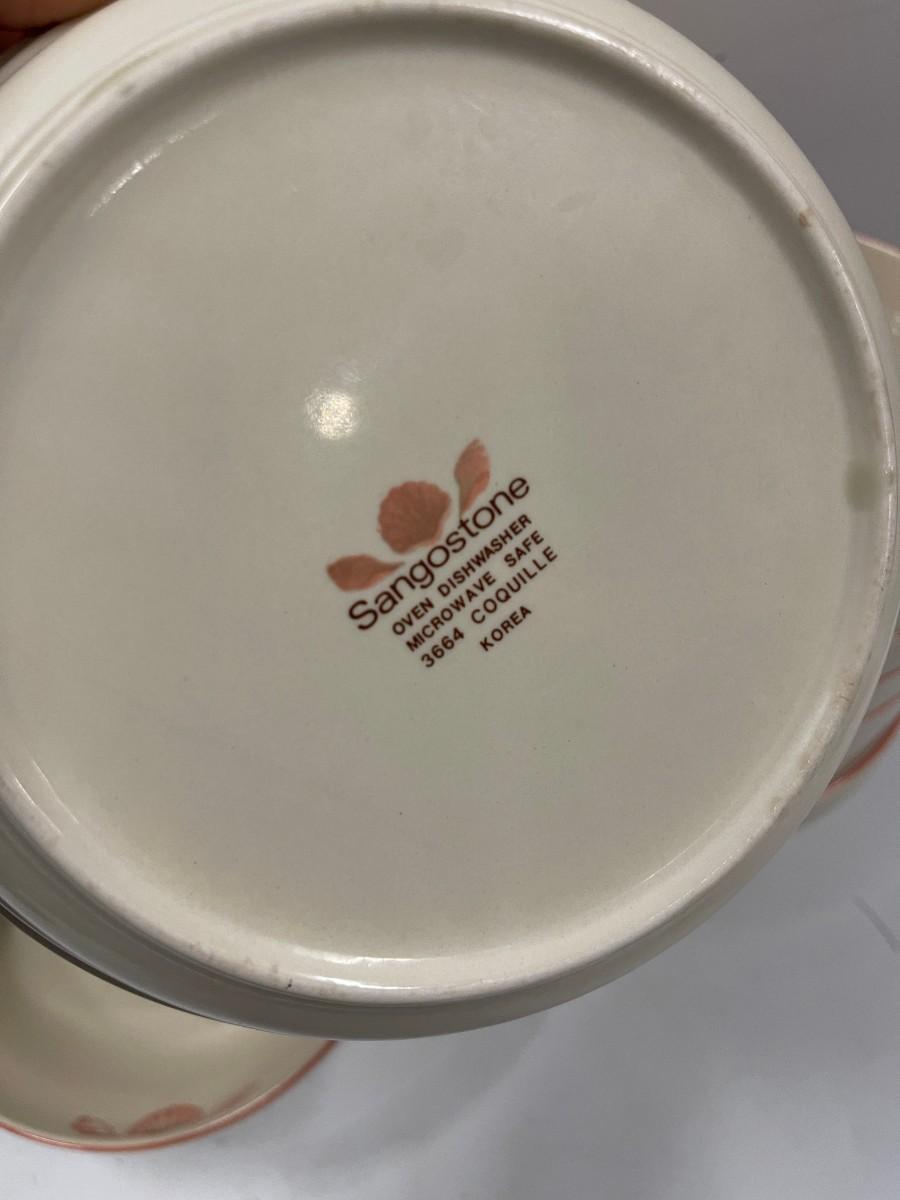 Sangostone
OVEN DISHWASHER
MICROWAVE SAFE
3664 COQUILLE
KOREA